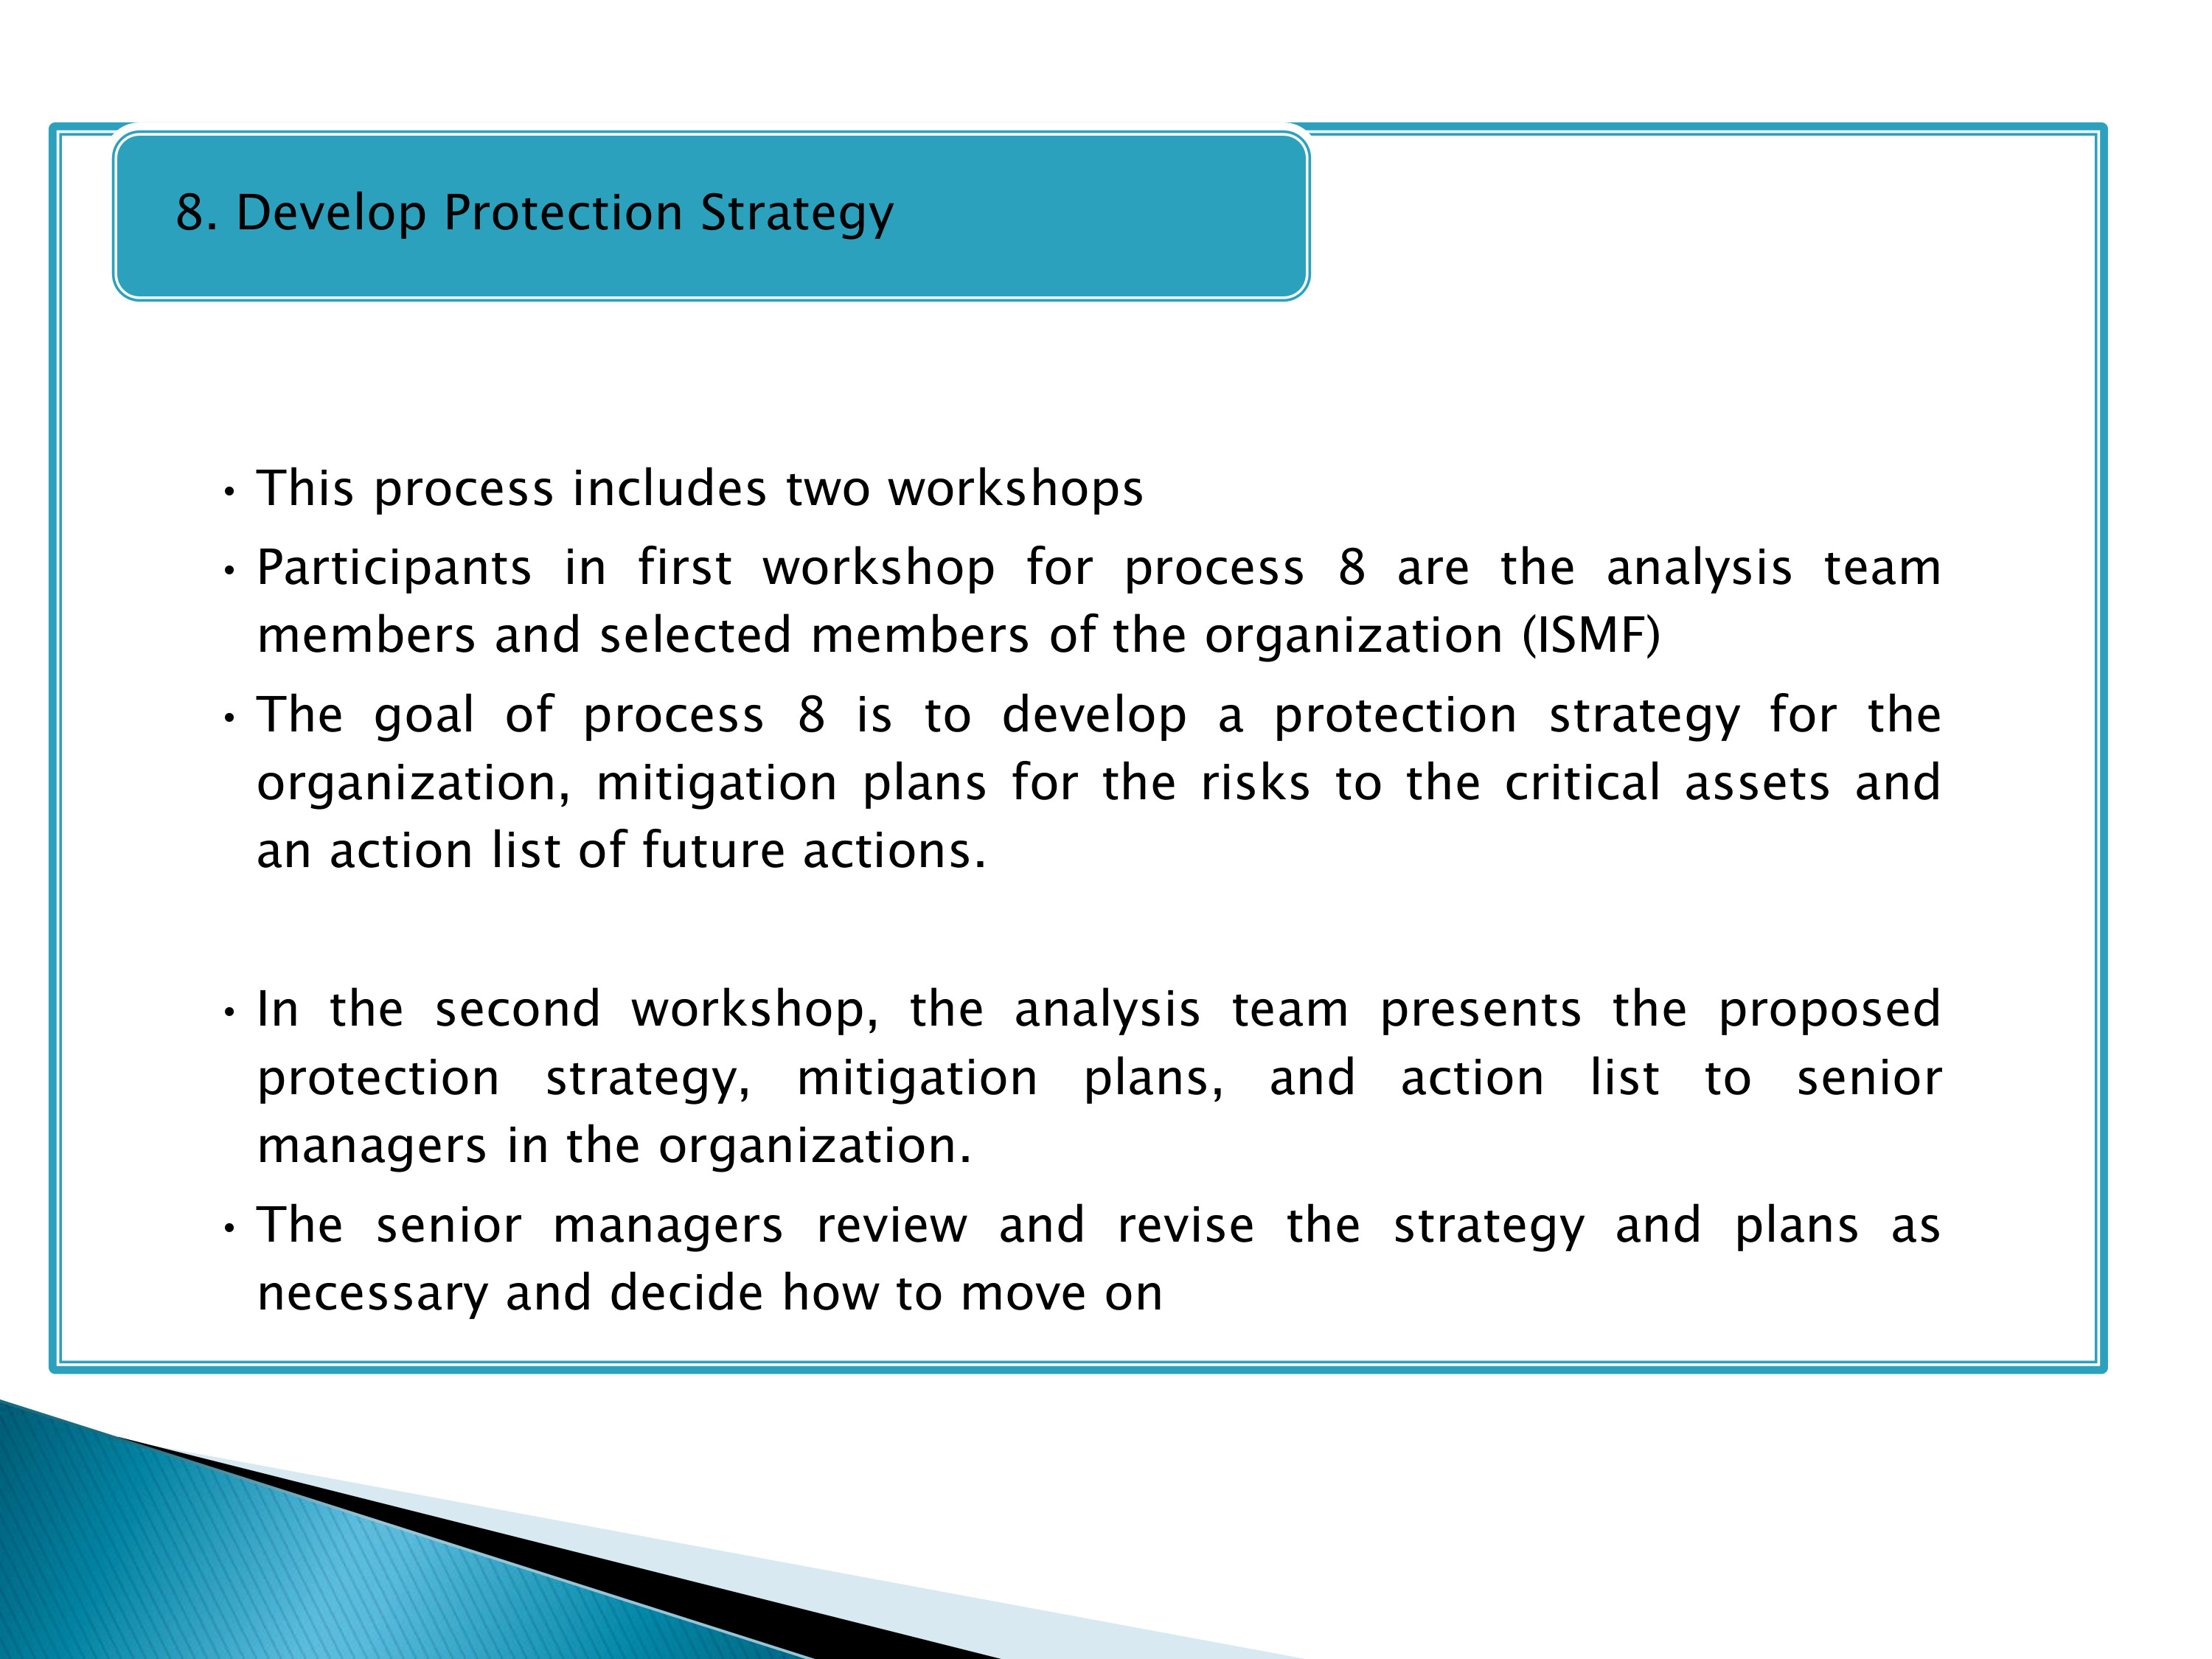 8. Develop Protection Strategy
• This process includes two workshops
• Participants in first workshop for process 8 are the analysis team
members and selected members of the organization (ISMF)
• The goal of process 8 is to develop a protection strategy for the
organization, mitigation plans for the risks to the critical assets and
an action list of future actions.
• In the second workshop, the analysis team presents the proposed
protection strategy, mitigation plans, and action list to senior
managers in the organization.
• The senior managers review and revise the strategy and plans as
necessary and decide how to move on